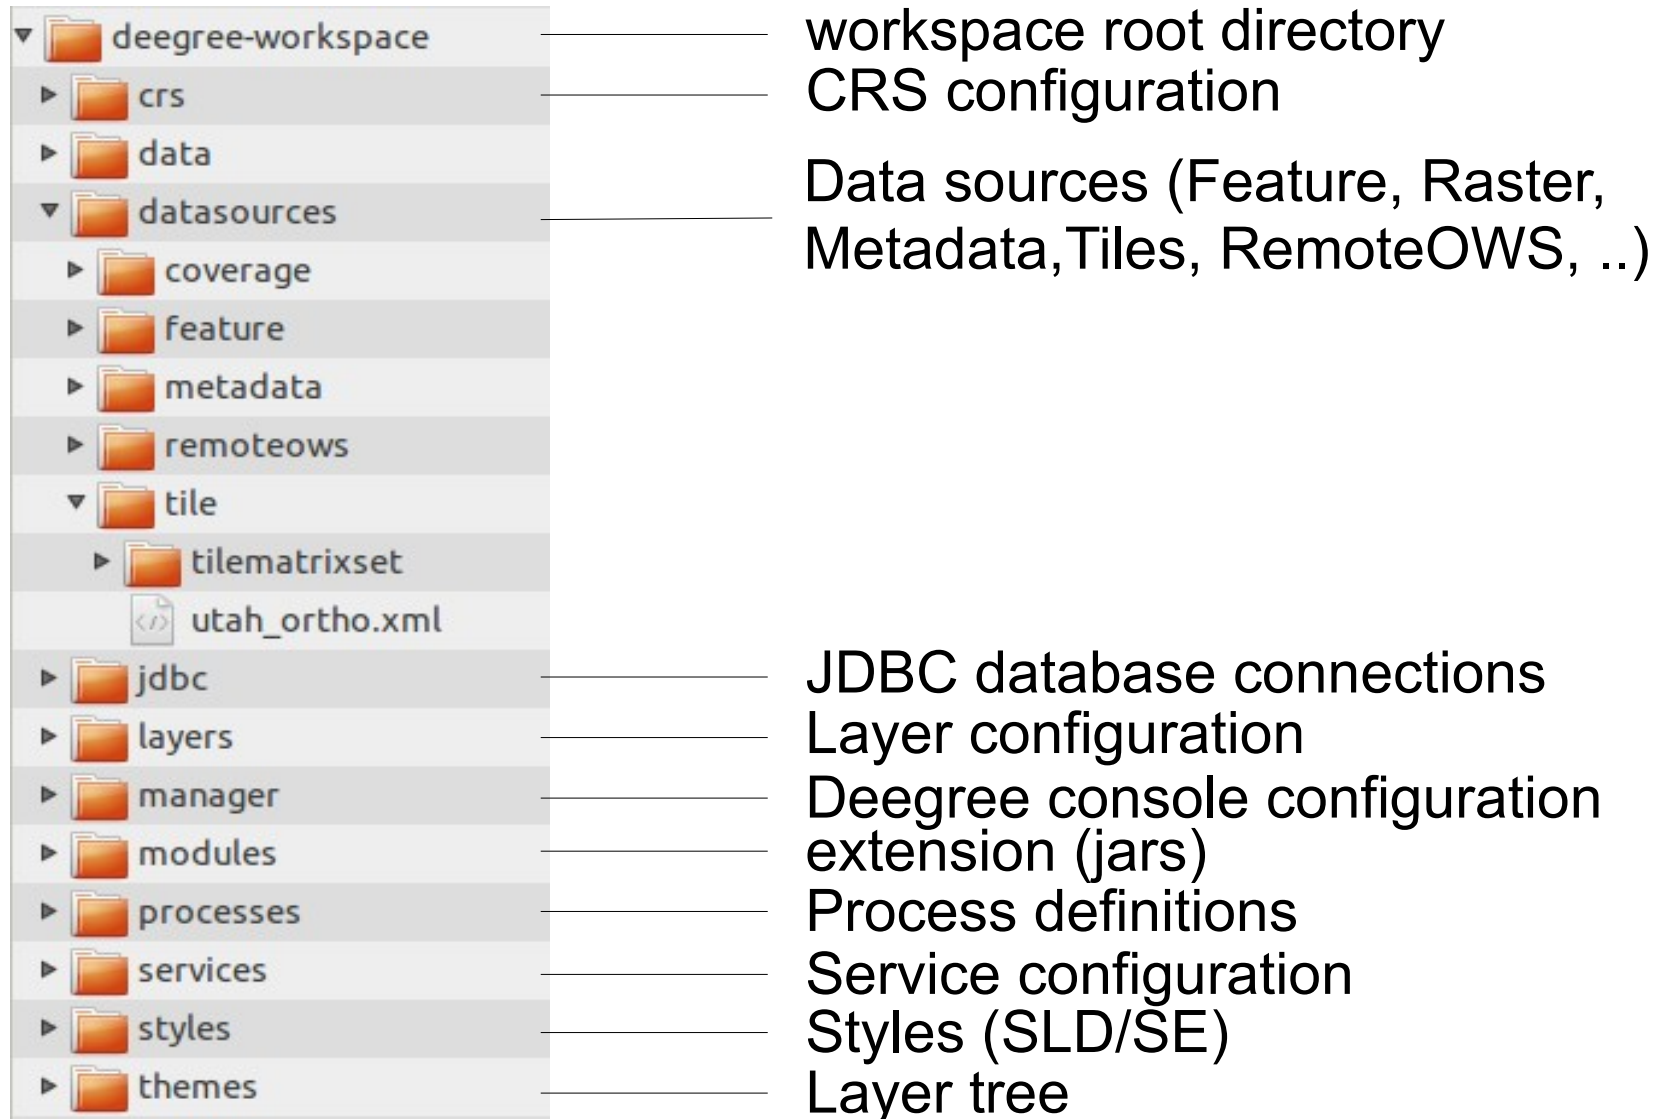 deegree-workspace workspace root directory
crs CRS configuration
data
datasources Data sources (Feature, Raster,
Metadata,Tiles, RemoteOWS, ..)
coverage
feature
metadata
remoteows
tile
tilematrixset
utah_ortho.xml
jdbc JDBC database connections
layers Layer configuration
manager Deegree console configuration
modules extension (jars)
processes Process definitions
services Service configuration
styles Styles (SLD/SE)
themes Layer tree